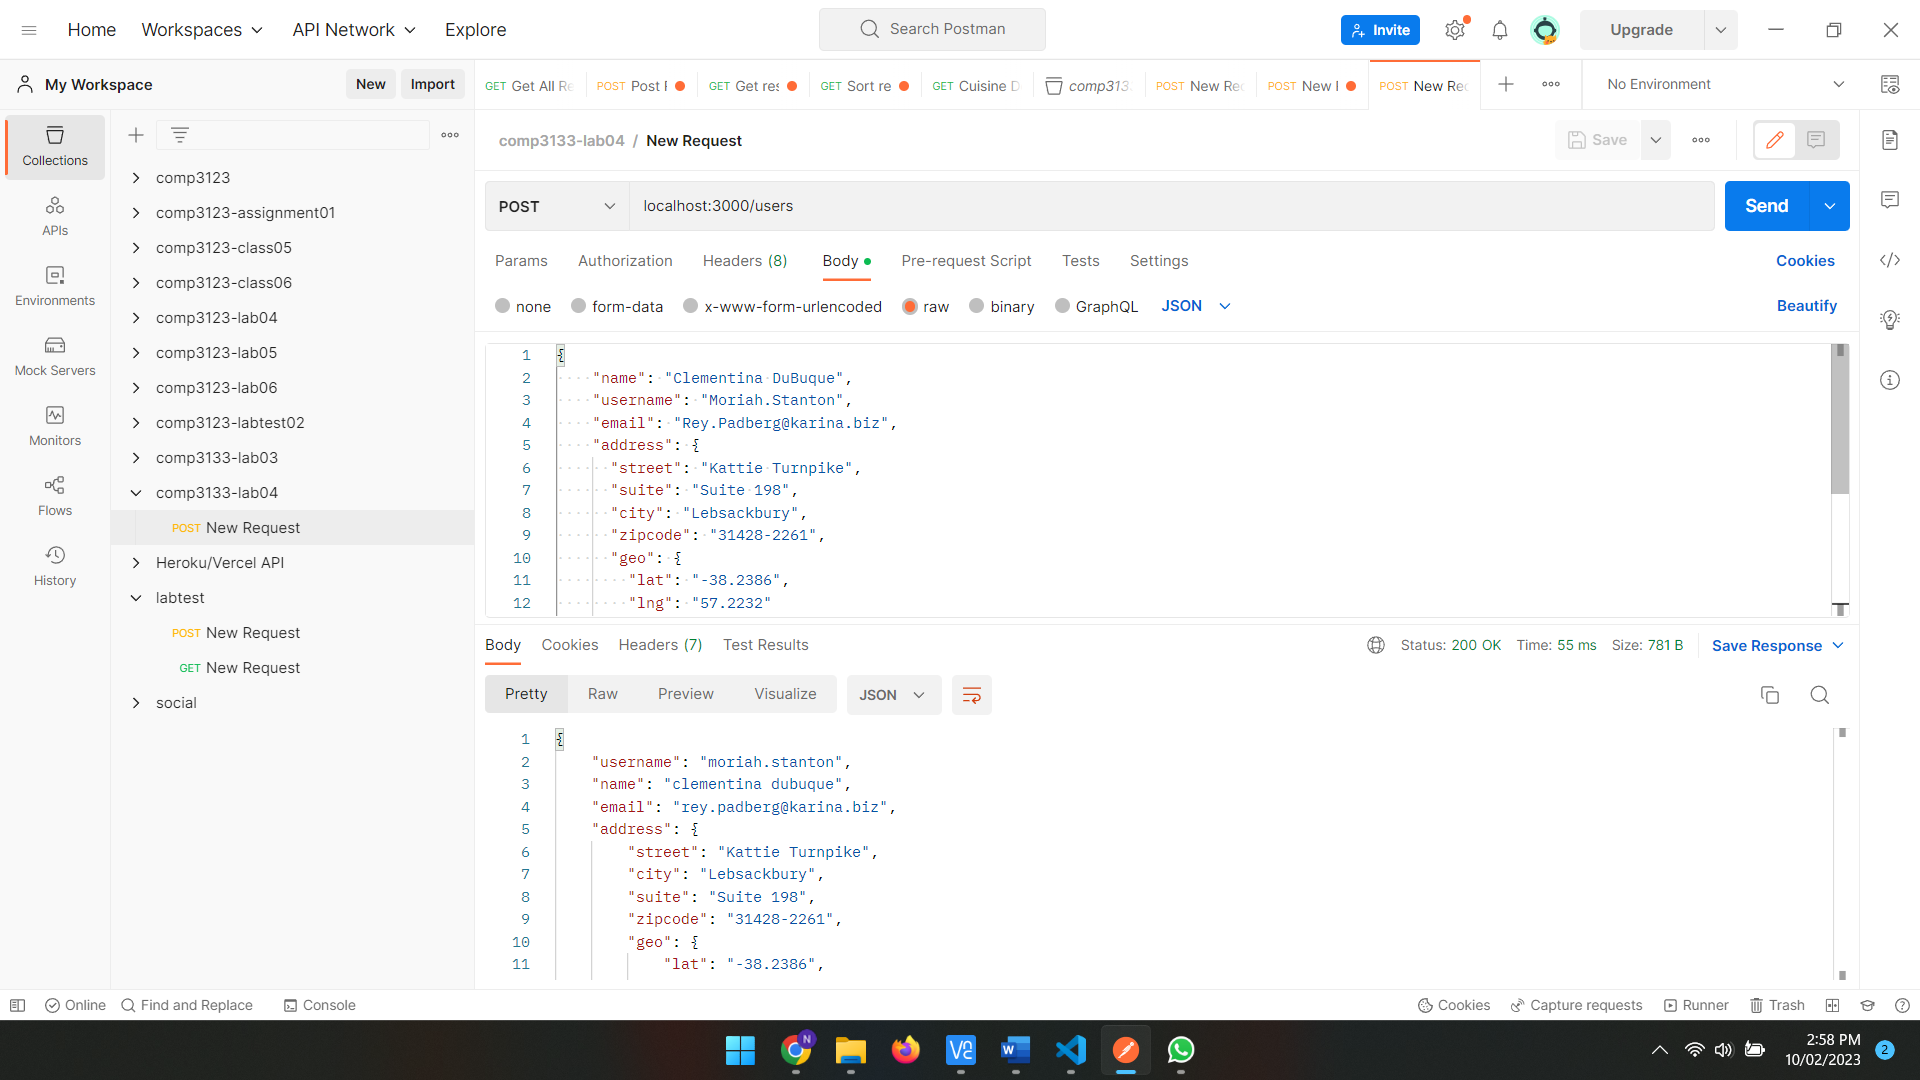 Home Workspaces API Network Explore Search Postman Invite Upgrade
My Workspace New Import
GET Get All Re POST Post GET Get res GET Sort re GET Cuisine D comp313 POST New Rec POST New POST New Rec No Environment
comp3133-lab04 / New Request Save
POST localhost:3000/users Send
Params Authorization Headers (8) Body Pre-request Script Tests Settings Cookies
none form-data x-www-form-urlencoded raw binary GraphQL JSON Beautify
Collections
APIs
Environments
Mock Servers
Monitors
Flows
History
comp3123
comp3123-assignment01
comp3123-class05
comp3123-class06
comp3123-lab04
comp3123-lab05
comp3123-lab06
comp3123-labtest02
comp3133-lab03
comp3133-lab04
POST New Request
Heroku/Vercel API
labtest
POST New Request
GET New Request
social
1 {
2 "name": "Clementina DuBuque",
3 "username": "Moriah.Stanton",
4 "email": "Rey.Padberg@karina.biz",
5 "address": {
6 "street": "Kattie Turnpike",
7 "suite": "Suite 198",
8 "city": "Lebsackbury",
9 "zipcode": "31428-2261",
10 "geo": {
11 "lat": "-38.2386",
12 "lng": "57.2232"
Body Cookies Headers (7) Test Results Status: 200 OK Time: 55 ms Size: 781 B Save Response
Pretty Raw Preview Visualize JSON
1 {
2 "username": "moriah.stanton",
3 "name": "clementina dubuque",
4 "email": "rey.padberg@karina.biz",
5 "address": {
6 "street": "Kattie Turnpike",
7 "city": "Lebsackbury",
8 "suite": "Suite 198",
9 "zipcode": "31428-2261",
10 "geo": {
11 "lat": "-38.2386",
Online Find and Replace Console Cookies Capture requests Runner Trash
2:58 PM
10/02/2023 2